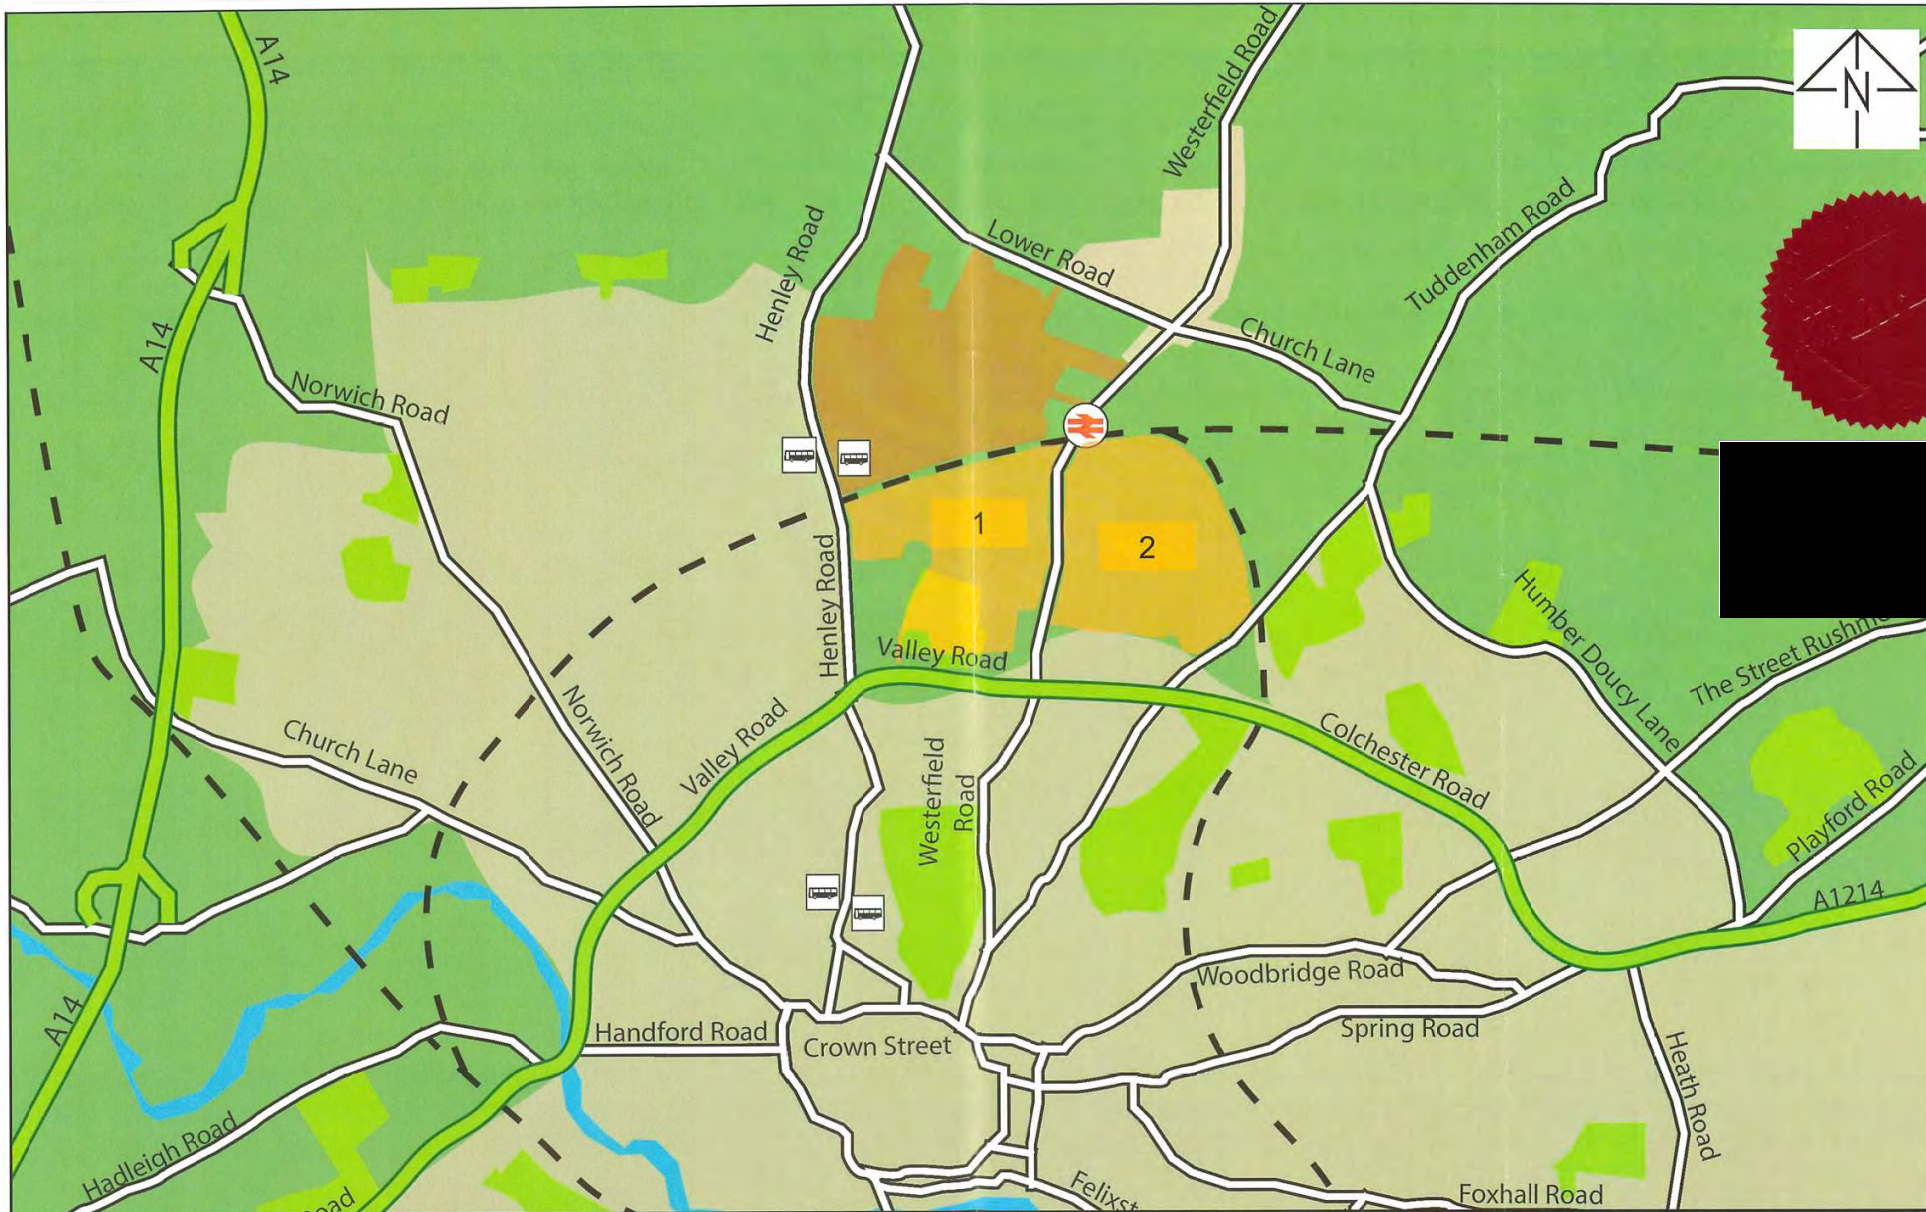 A14
Westerfield Road
N
Tuddenham Road
Henley Road
Lower Road
A14
Church Lane
Norwich Road
1
2
Henley Road
Humber Doucy Lane
The Street Rushm
Valley Road
Norwich Road
Church Lane
Valley Road
Colchester Road
Westerfield
Road
Playford Road
A1214
Woodbridge Road
A14
Handford Road
Crown Street
Spring Road
Heath Road
Hadleigh Road
Road
Felixst
Foxhall Road